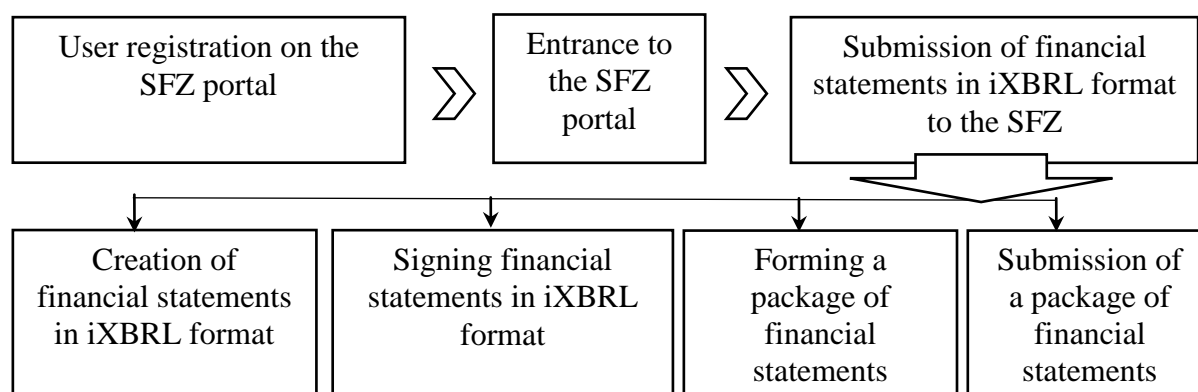 User registration on the
SFZ portal
Entrance to
the SFZ
portal
Submission of financial
statements in iXBRL format
to the SFZ
Creation of
financial statements
in iXBRL format
Signing financial
statements in iXBRL
format
Forming a
package of
financial
statements
Submission of
a package of
financial
statements